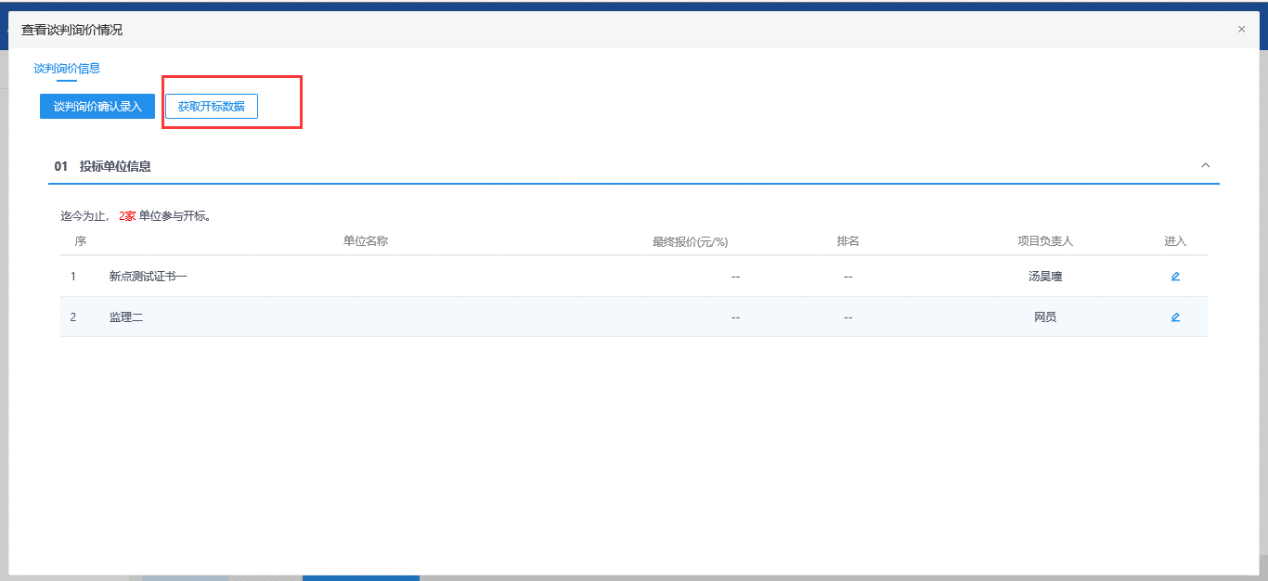 查看谈判询价情况
×
谈判询价信息
谈判询价确认录入 获取开标数据
01 投标单位信息
迄今为止， 2家 单位参与开标。
序 单位名称 最终报价(元/%) 排名 项目负责人 进入
1 新点测试证书一 -- -- 汤昊曈
2 监理二 -- -- 网员